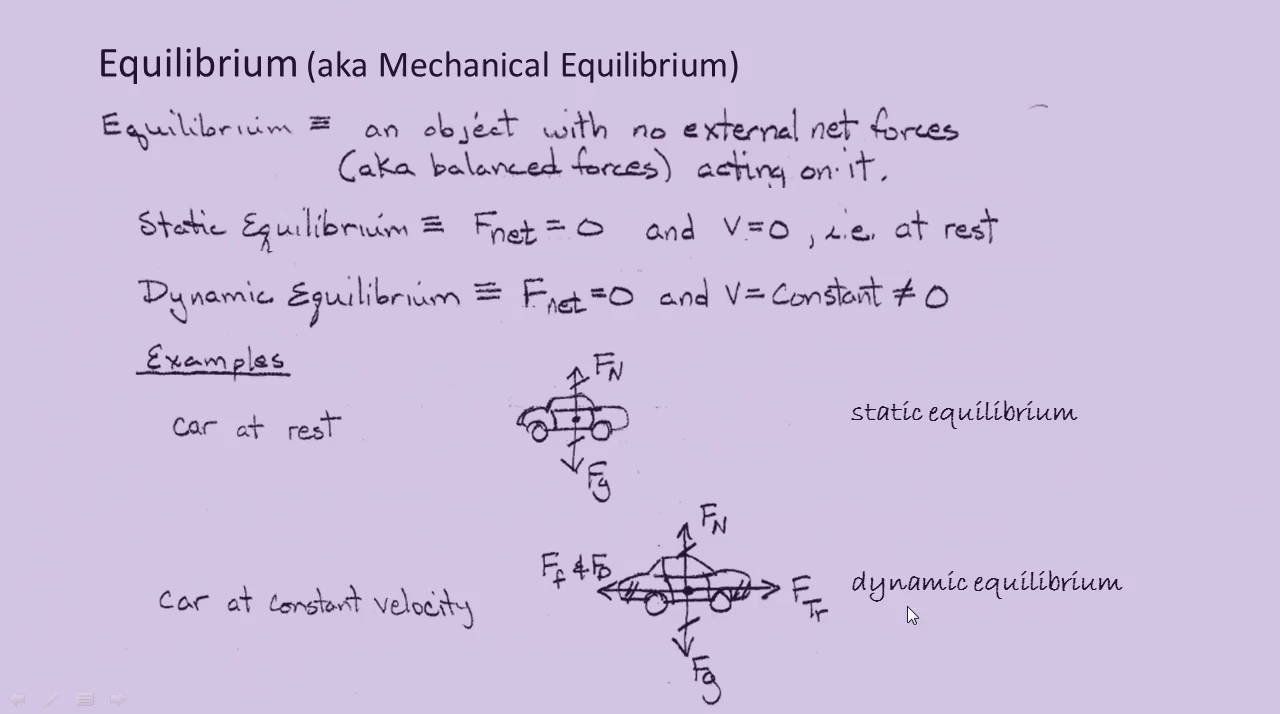 Equilibrium (aka Mechanical Equilibrium)
Equilibrium ≡ an object with no external net forces
(aka balanced forces) acting on it.
Static Equilibrium ≡ Fnet = 0 and V=0, i.e. at rest
Dynamic Equilibrium ≡ Fnet=0 and V= Constant ≠ 0
Examples
FN
car at rest
static equilibrium
Fg
FN
Ff & FD
FTr
dynamic equilibrium
car at constant velocity
Fg